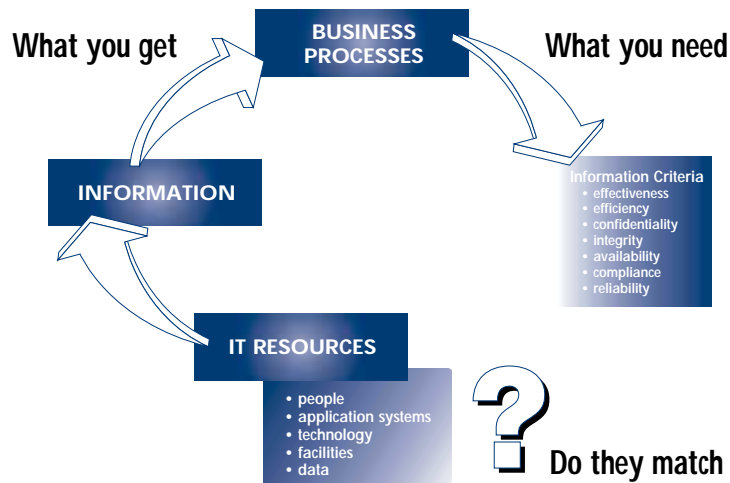 What you get
BUSINESS
PROCESSES
What you need
INFORMATION
Information Criteria
• effectiveness
• efficiency
• confidentiality
• integrity
• availability
• compliance
• reliability
IT RESOURCES
• people
• application systems
• technology
• facilities
• data
?
Do they match